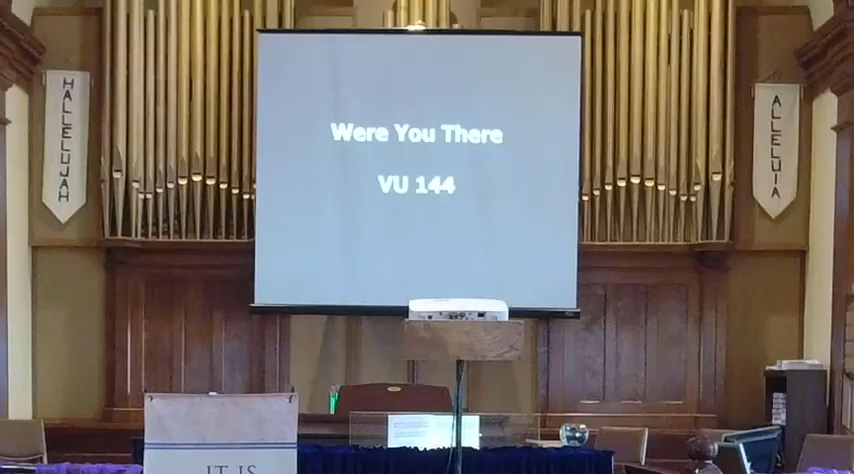 HALLELUJAH
Were You There
VU 144
ALLELUIA
IT IS